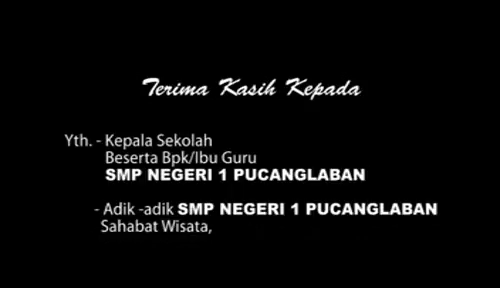 Terima Kasih Kepada
Yth. - Kepala Sekolah
Beserta Bpk/Ibu Guru
SMP NEGERI 1 PUCANGLABAN
- Adik -adik SMP NEGERI 1 PUCANGLABAN
Sahabat Wisata,